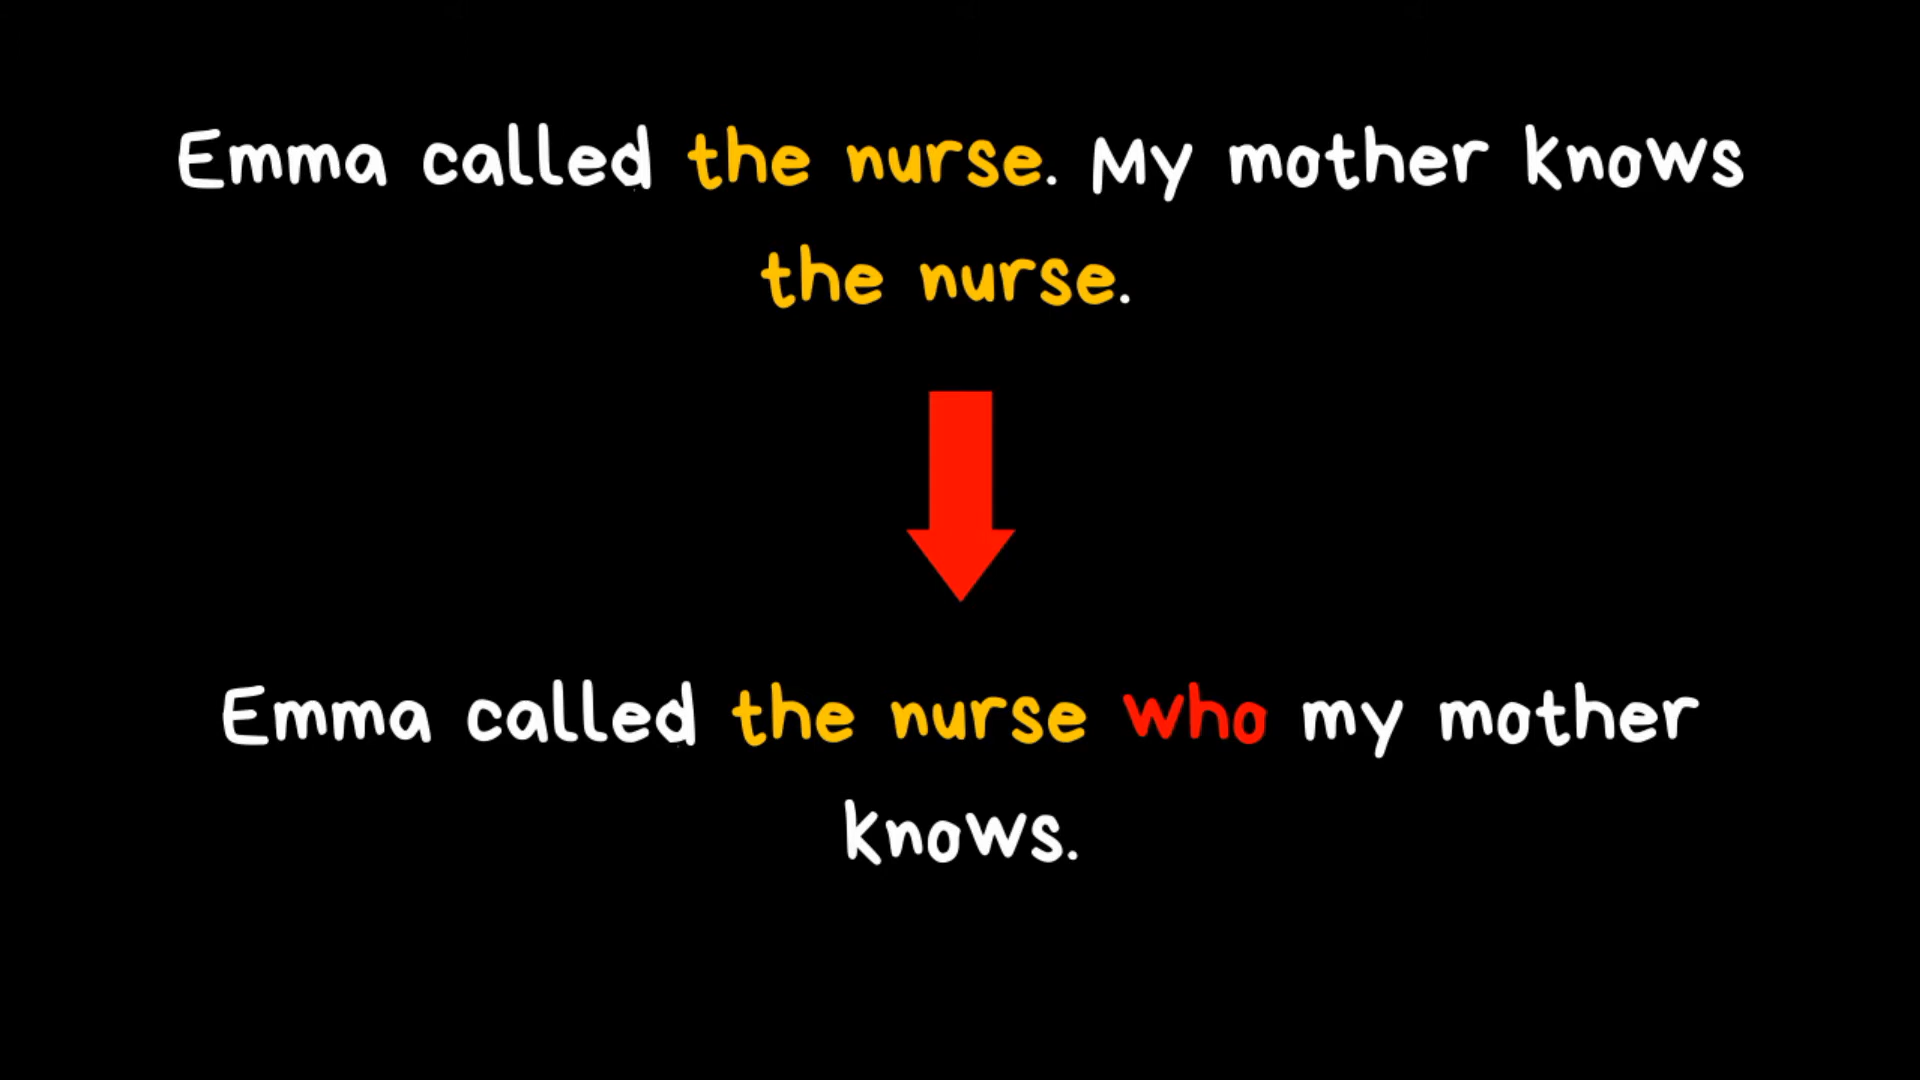 Emma called the nurse. My mother knows
the nurse.
Emma called the nurse who my mother
knows.